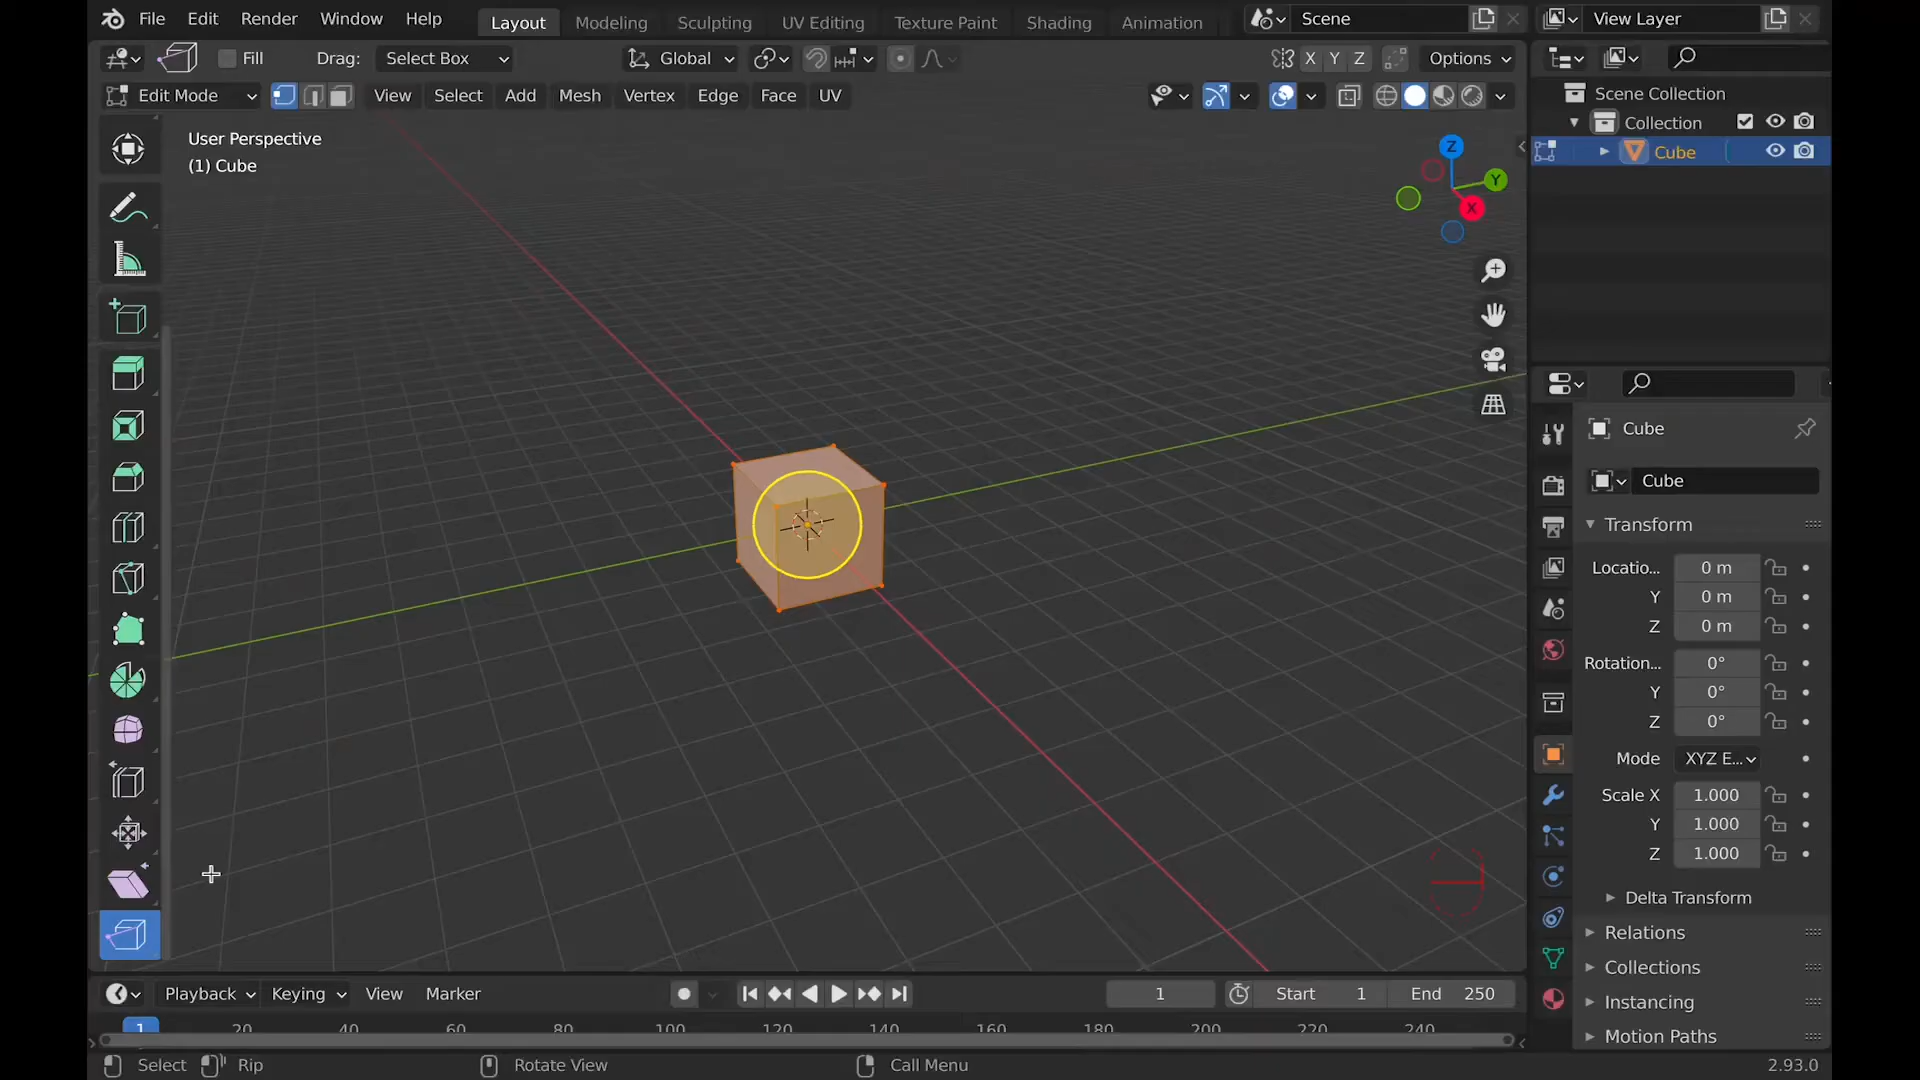 File Edit Render Window Help Layout Modeling Sculpting UV Editing Texture Paint Shading Animation Scene View Layer
Fill Drag: Select Box Global X Y Z Options
Edit Mode View Select Add Mesh Vertex Edge Face UV
Scene Collection
Collection
Cube
User Perspective
(1) Cube
Z
Y
X
Cube
Cube
Transform
Locatio... 0 m
Y 0 m
Z 0 m
Rotation... 0°
Y 0°
Z 0°
Mode XYZ E...
Scale X 1.000
Y 1.000
Z 1.000
Delta Transform
Relations
Collections
Instancing
Motion Paths
Playback Keying View Marker 1 Start 1 End 250
1 20 40 60 80 100 120 140 160 180 200 220 240
Select Rip Rotate View Call Menu 2.93.0